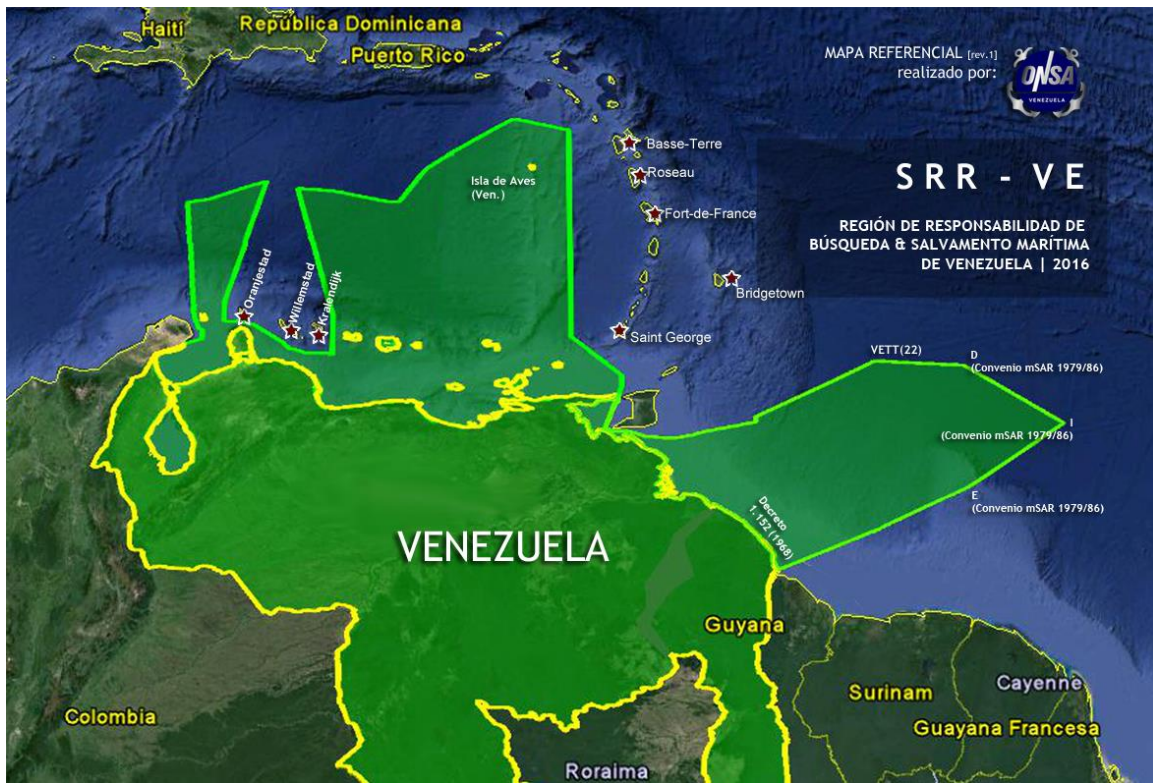 Haití
República Dominicana
Puerto Rico
MAPA REFERENCIAL [rev.1]
realizado por:
ONSA
VENEZUELA
SRR - VE
REGIÓN DE RESPONSABILIDAD DE
BÚSQUEDA & SALVAMENTO MARÍTIMA
DE VENEZUELA | 2016
Basse-Terre
Roseau
Isla de Aves
(Ven.)
Fort-de-France
Bridgetown
Oranjestad
Willemstad
Kralendijk
Saint George
VETT(22)
D
(Convenio mSAR 1979/86)
I
(Convenio mSAR 1979/86)
E
(Convenio mSAR 1979/86)
Decreto
1.152 (1968)
VENEZUELA
Guyana
Colombia
Surinam
Cayenne
Guayana Francesa
Roraima